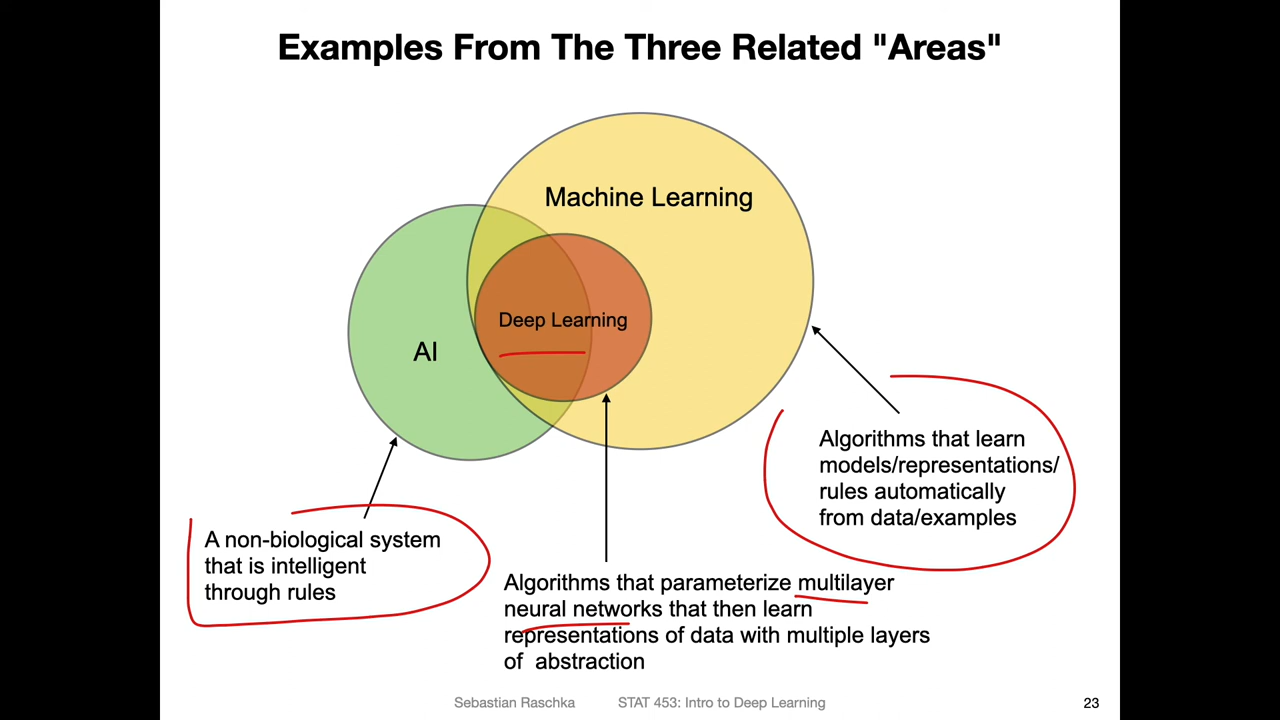 Examples From The Three Related "Areas"
Machine Learning
Deep Learning
AI
Algorithms that learn
models/representations/
rules automatically
from data/examples
A non-biological system
that is intelligent
through rules
Algorithms that parameterize multilayer
neural networks that then learn
representations of data with multiple layers
of abstraction
Sebastian Raschka STAT 453: Intro to Deep Learning 23